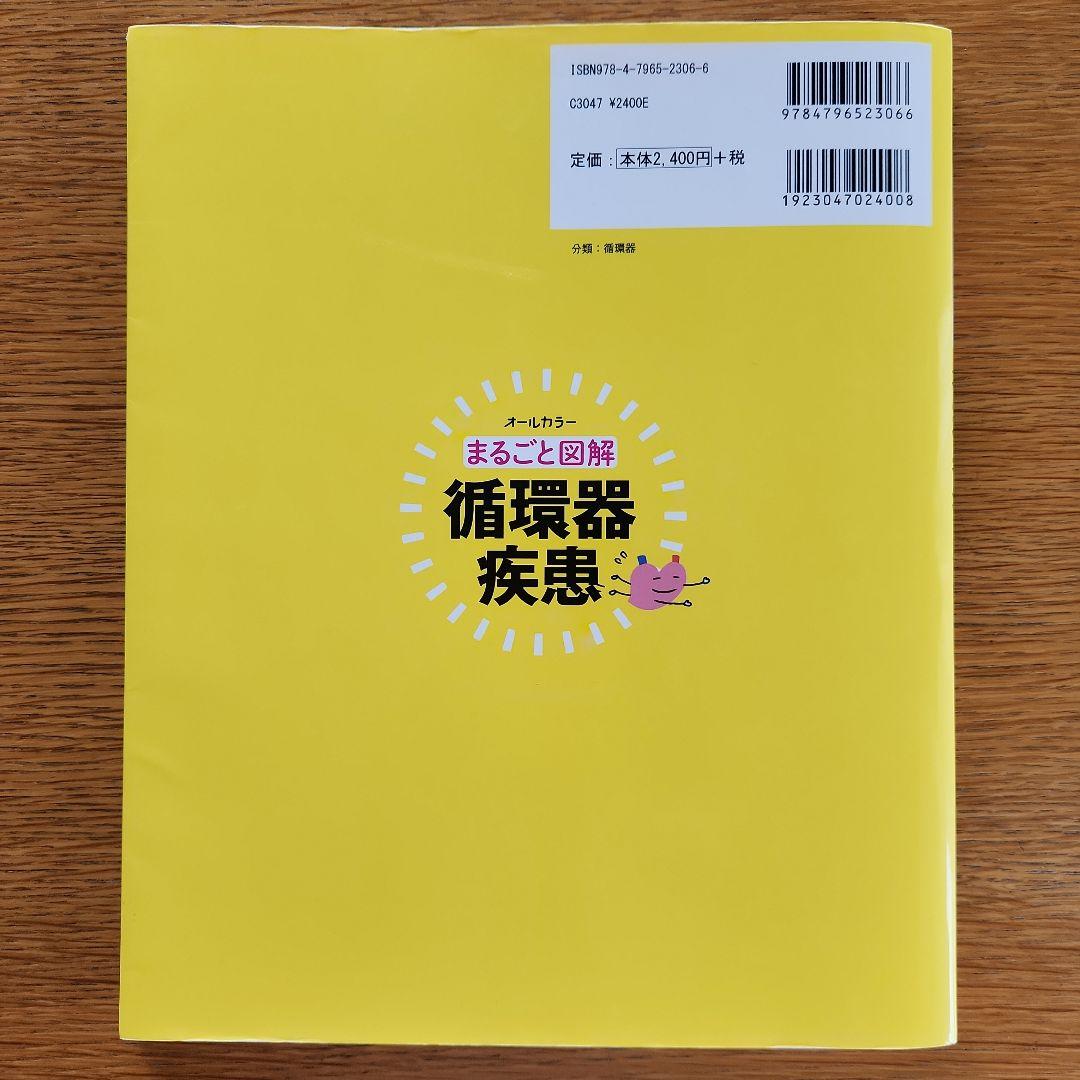 ISBN978-4-7965-2306-6
C3047 ¥2400E
定価：本体2,400円＋税
9784796523066
1923047024008
分類：循環器
オールカラー
まるごと図解
循環器
疾患